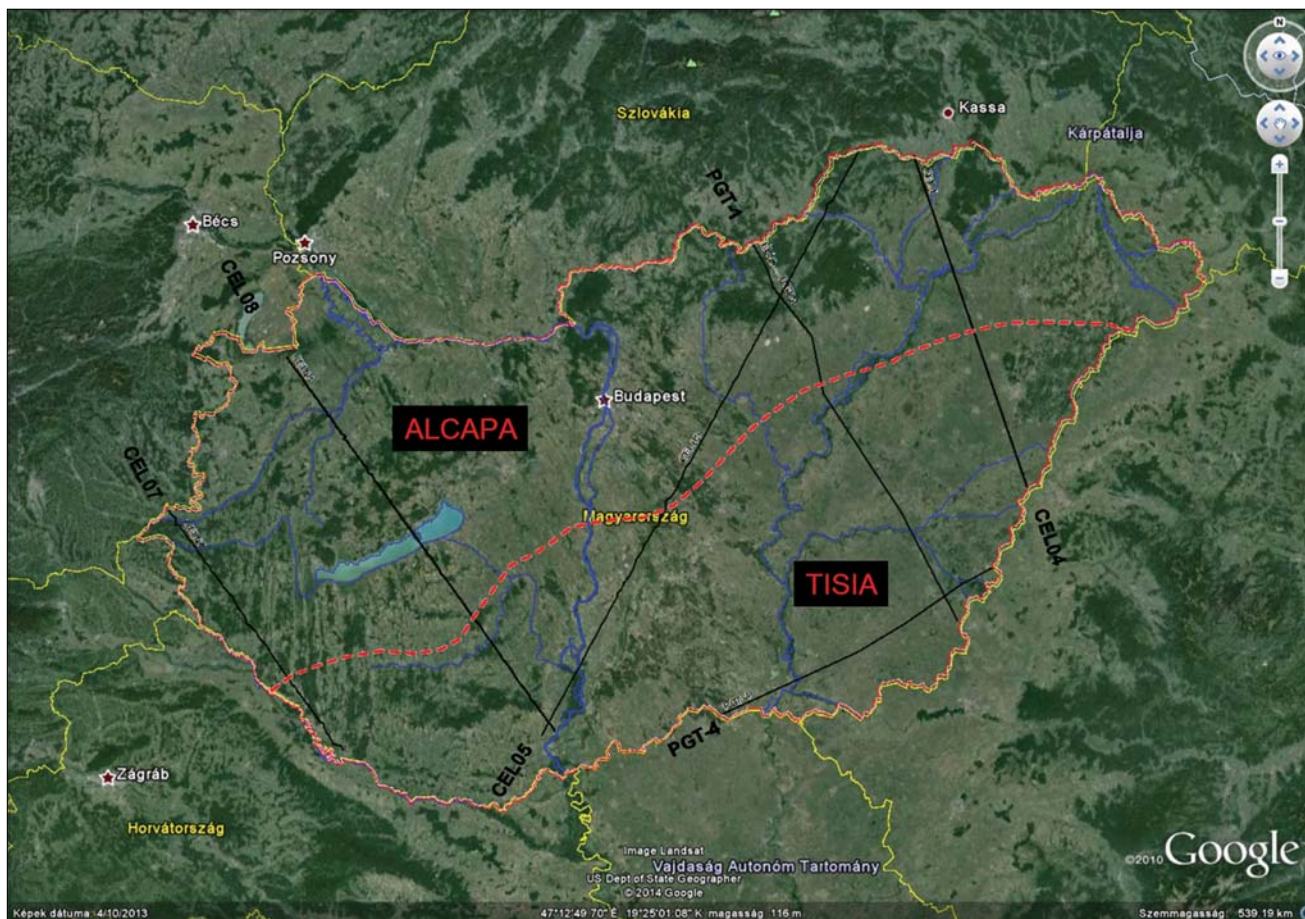 N
Szlovákia
Kassa
Kárpátalja
PGT-1
Bécs
Pozsony
CEL08
Budapest
ALCAPA
CEL07
Magyarország
CEL04
TISIA
PGT-4
CEL05
Zágráb
Horvátország
Image Landsat
Vajdaság Autonóm Tartomány
US Dept of State Geographer
© 2014 Google
©2010 Google
Képek dátuma: 4/10/2013 47°12'49.70" É 19°25'01.08" K magasság 116 m Szemmagasság: 539.19 km